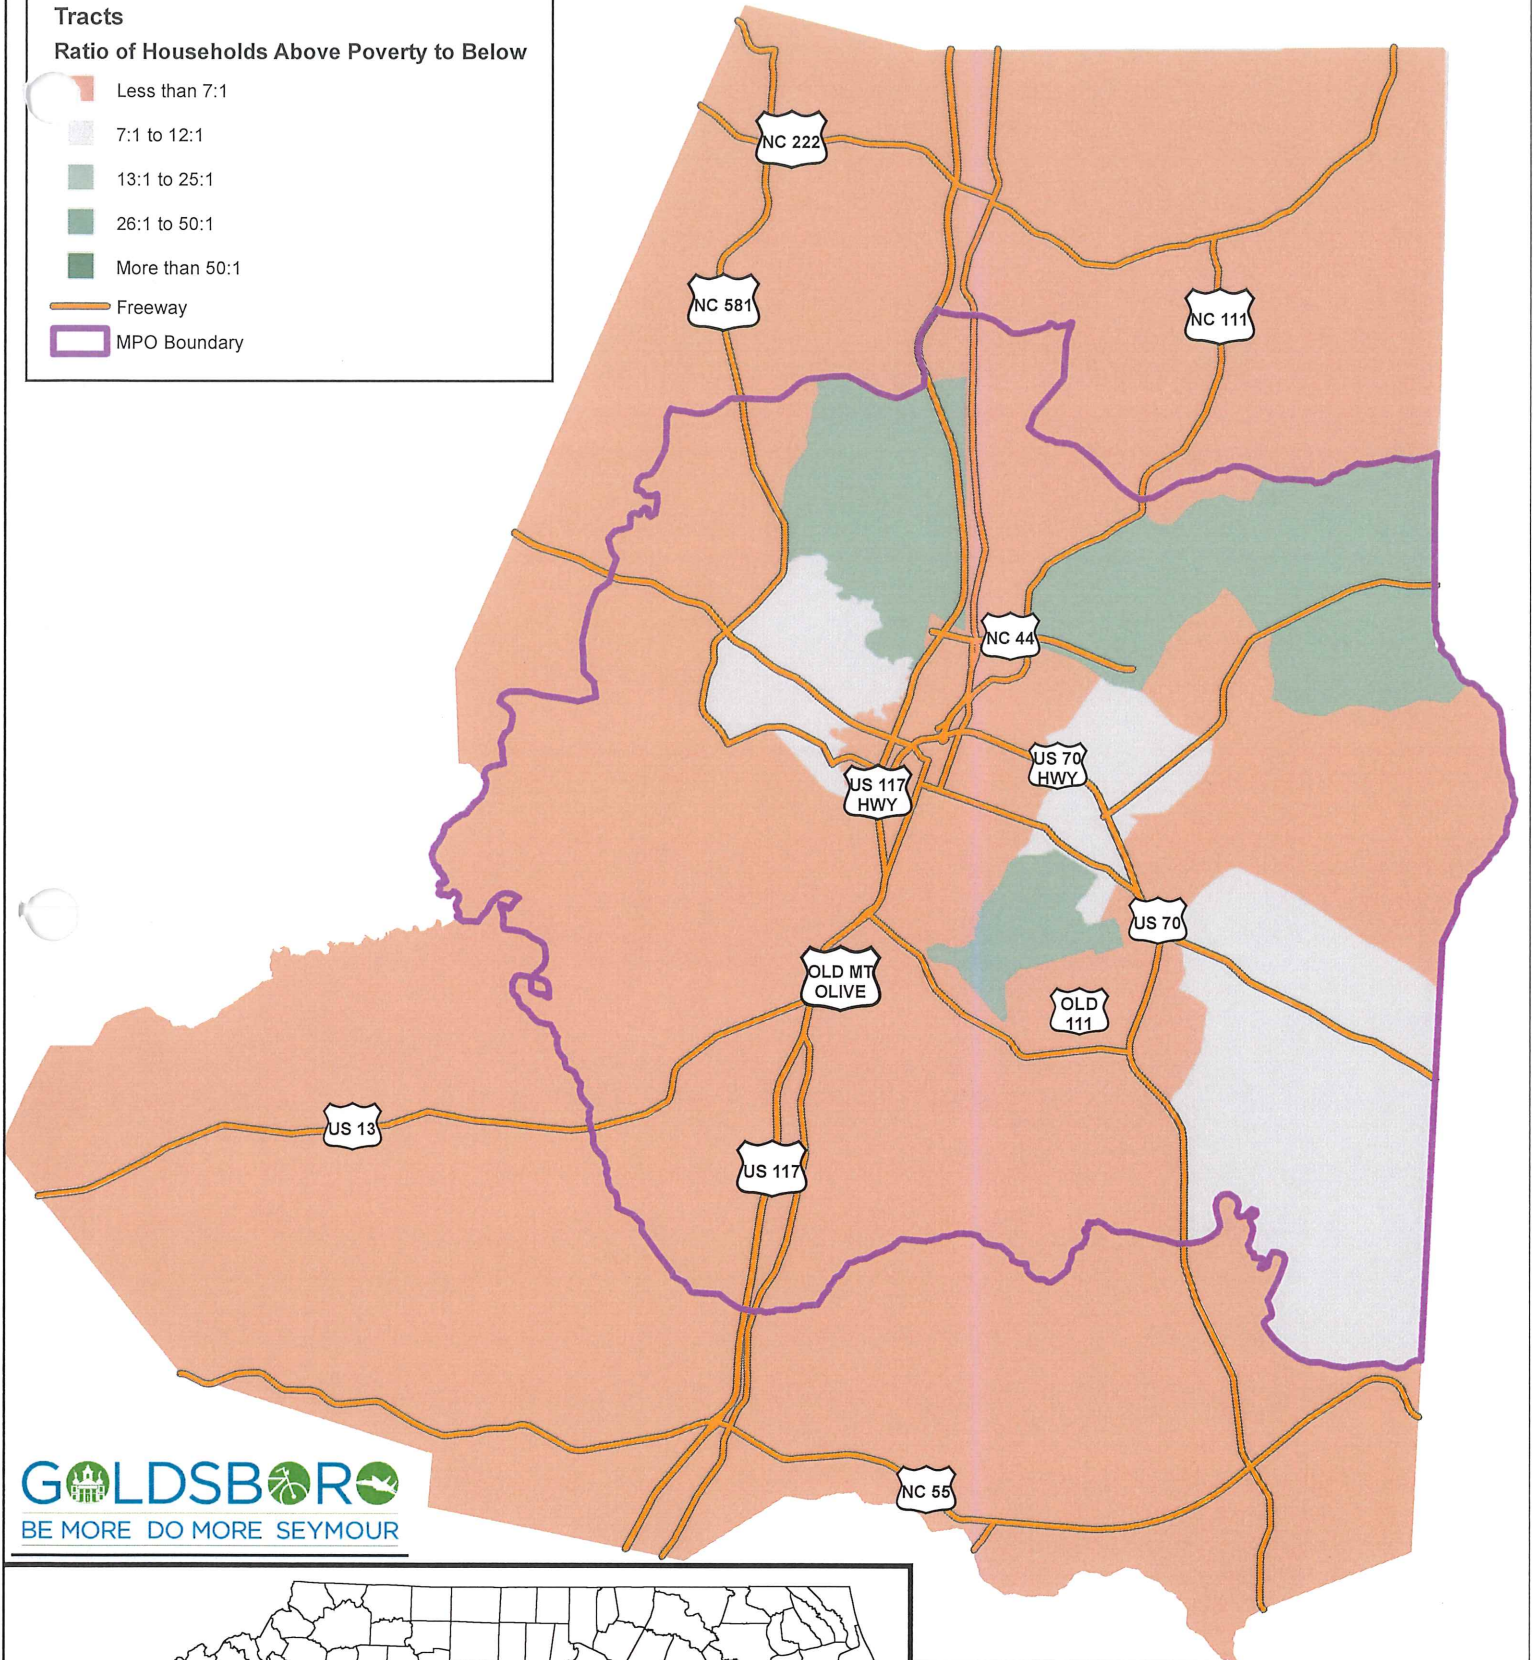 Tracts
Ratio of Households Above Poverty to Below
Less than 7:1
7:1 to 12:1
13:1 to 25:1
26:1 to 50:1
More than 50:1
Freeway
MPO Boundary
NC 222
NC 581
NC 111
NC 44
US 70
HWY
US 117
HWY
US 70
OLD MT
OLIVE
OLD
111
US 13
US 117
NC 55
GOLDSBORO
BE MORE DO MORE SEYMOUR